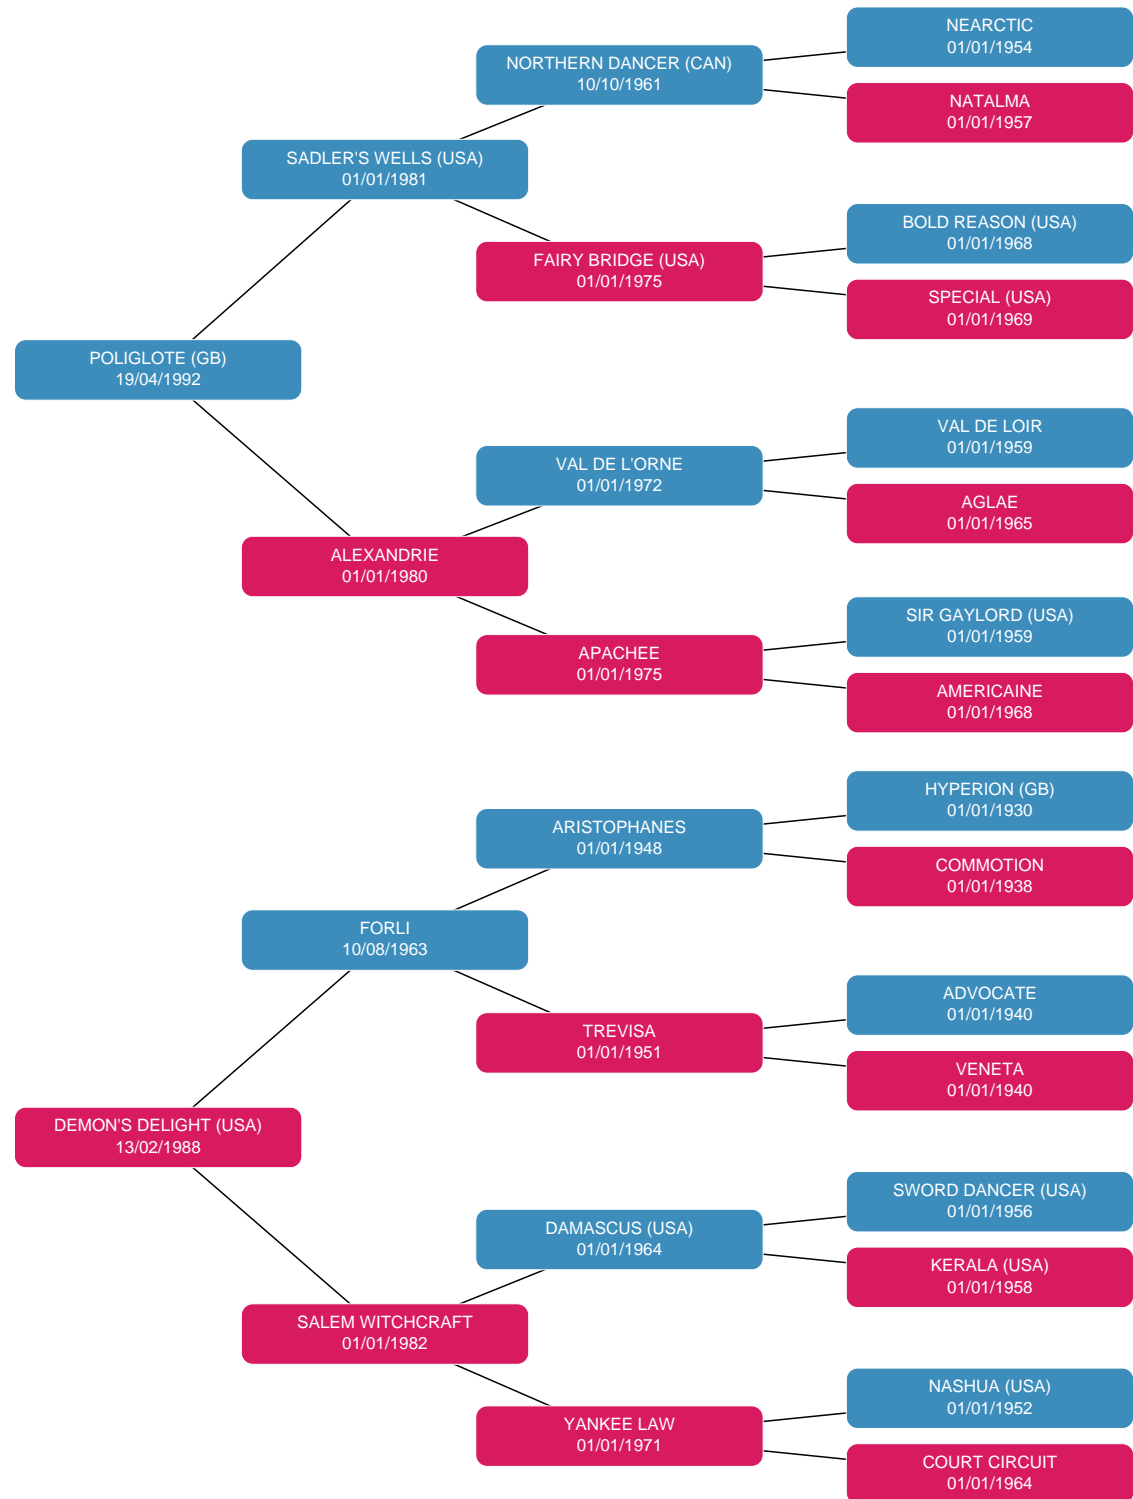 NEARCTIC
01/01/1954
NORTHERN DANCER (CAN)
10/10/1961
NATALMA
01/01/1957
SADLER'S WELLS (USA)
01/01/1981
BOLD REASON (USA)
01/01/1968
FAIRY BRIDGE (USA)
01/01/1975
SPECIAL (USA)
01/01/1969
POLIGLOTE (GB)
19/04/1992
VAL DE LOIR
01/01/1959
VAL DE L'ORNE
01/01/1972
AGLAE
01/01/1965
ALEXANDRIE
01/01/1980
SIR GAYLORD (USA)
01/01/1959
APACHEE
01/01/1975
AMERICAINE
01/01/1968
HYPERION (GB)
01/01/1930
ARISTOPHANES
01/01/1948
COMMOTION
01/01/1938
FORLI
10/08/1963
ADVOCATE
01/01/1940
TREVISA
01/01/1951
VENETA
01/01/1940
DEMON'S DELIGHT (USA)
13/02/1988
SWORD DANCER (USA)
01/01/1956
DAMASCUS (USA)
01/01/1964
KERALA (USA)
01/01/1958
SALEM WITCHCRAFT
01/01/1982
NASHUA (USA)
01/01/1952
YANKEE LAW
01/01/1971
COURT CIRCUIT
01/01/1964